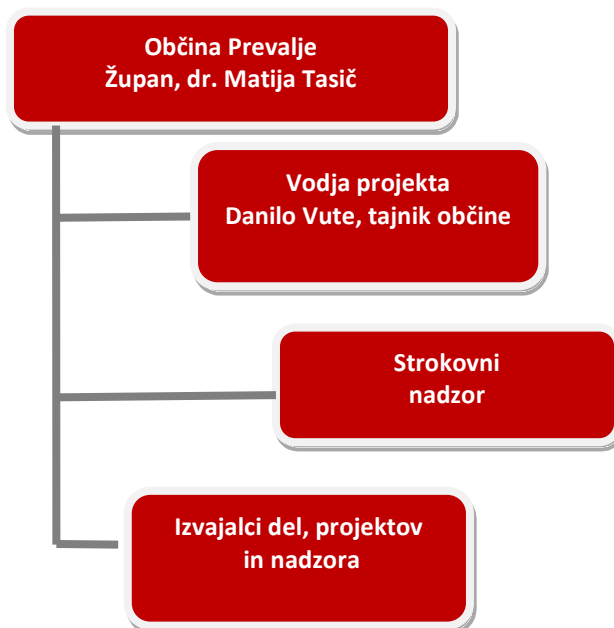 Občina Prevalje
Župan, dr. Matija Tasič
Vodja projekta
Danilo Vute, tajnik občine
Strokovni
nadzor
Izvajalci del, projektov
in nadzora